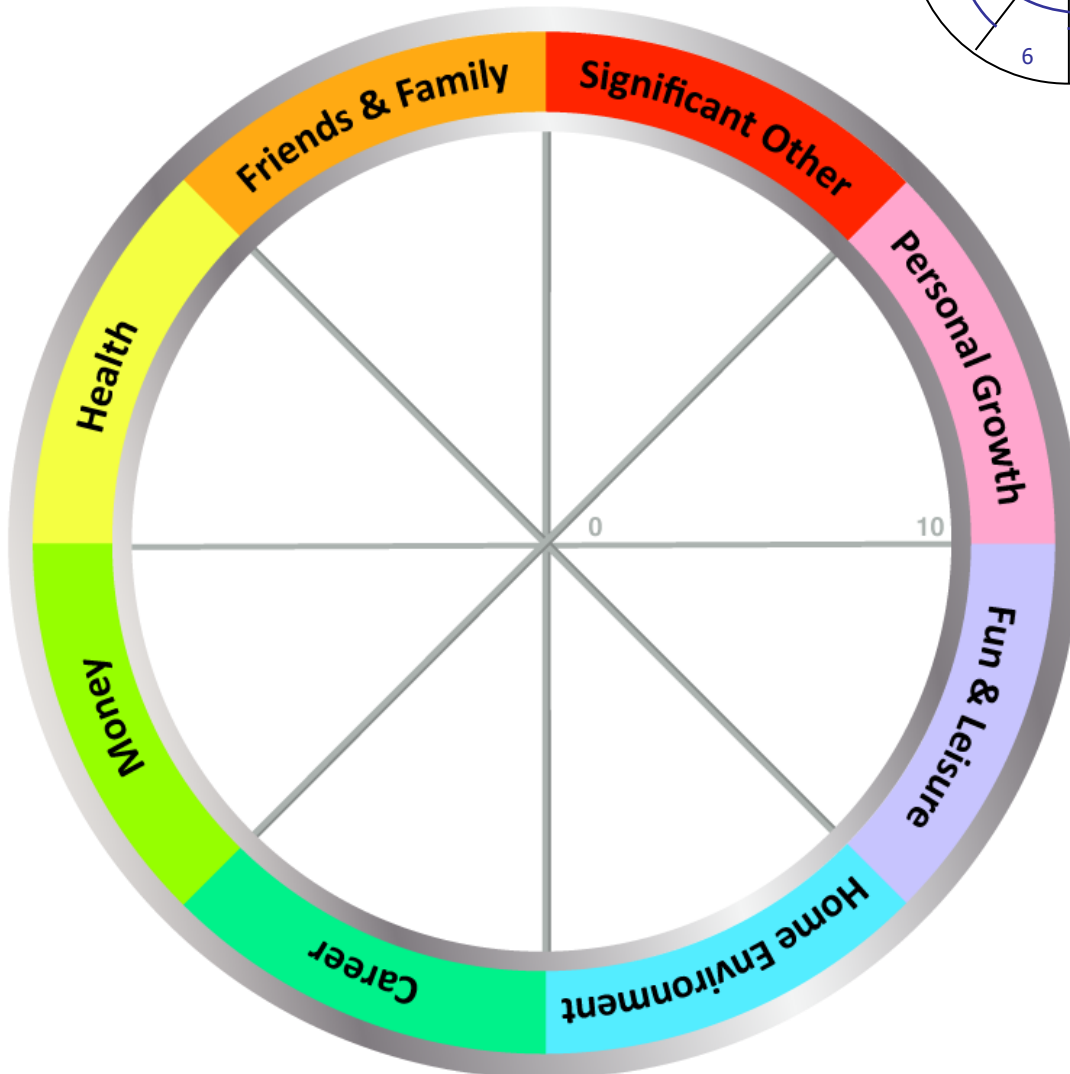 6
Friends & Family
Significant Other
Personal Growth
Fun & Leisure
Home Environment
Career
Money
Health
0
10